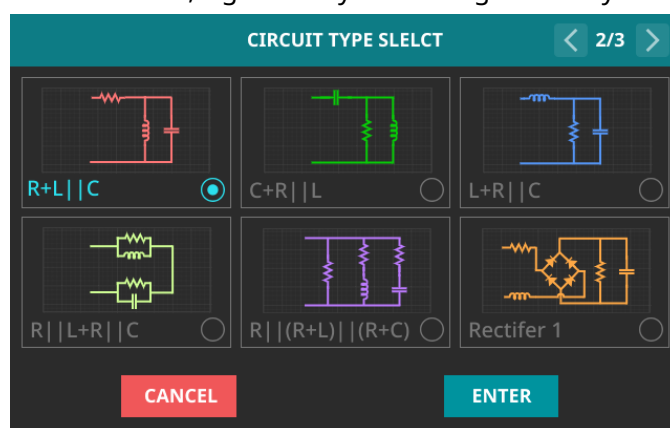 CIRCUIT TYPE SLELCT
< 2/3 >
R+L||C
C+R||L
L+R||C
R||L+R||C
R||(R+L)||(R+C)
Rectifer 1
CANCEL
ENTER